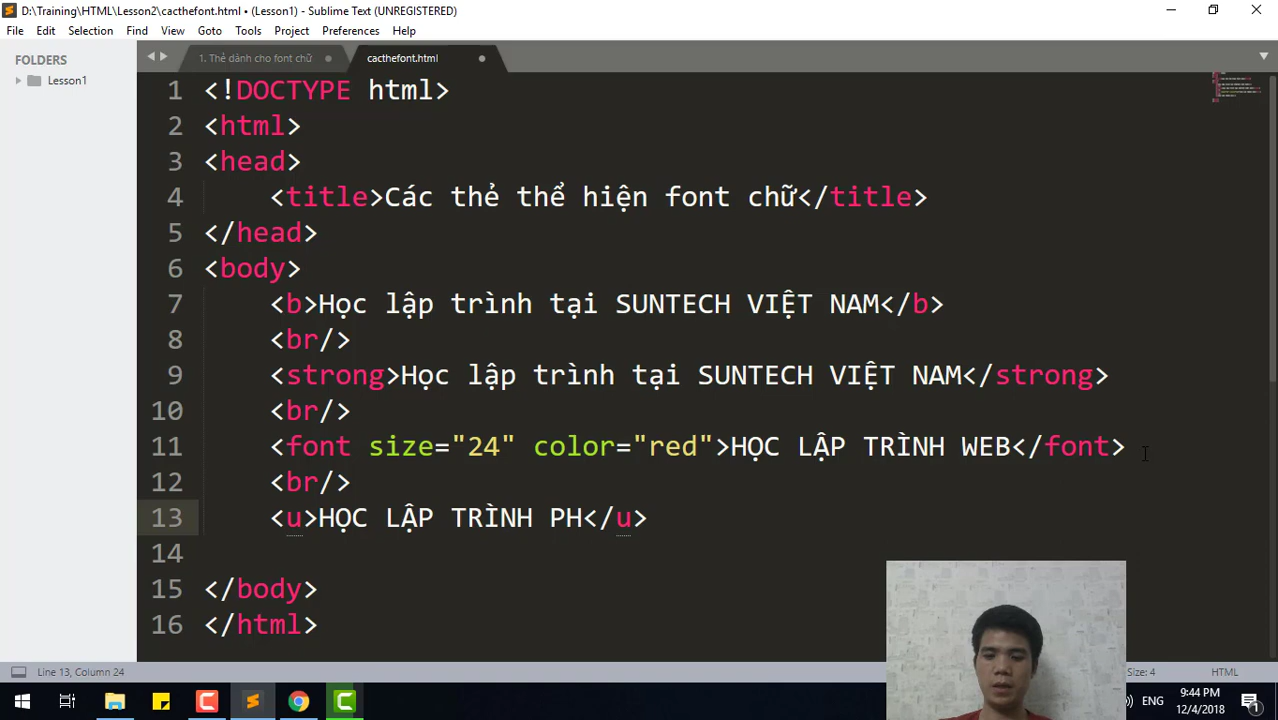 D:\Training\HTML\Lesson2\cacthefont.html • (Lesson1) - Sublime Text (UNREGISTERED)
File Edit Selection Find View Goto Tools Project Preferences Help
FOLDERS
Lesson1
1. Thẻ dành cho font chữ
cacthefont.html
1 <!DOCTYPE html>
2 <html>
3 <head>
4 <title>Các thẻ thể hiện font chữ</title>
5 </head>
6 <body>
7 <b>Học lập trình tại SUNTECH VIỆT NAM</b>
8 <br/>
9 <strong>Học lập trình tại SUNTECH VIỆT NAM</strong>
10 <br/>
11 <font size="24" color="red">HỌC LẬP TRÌNH WEB</font>
12 <br/>
13 <u>HỌC LẬP TRÌNH PH</u>
14
15 </body>
16 </html>
Line 13, Column 24
Size: 4
HTML
ENG
9:44 PM
12/4/2018
1